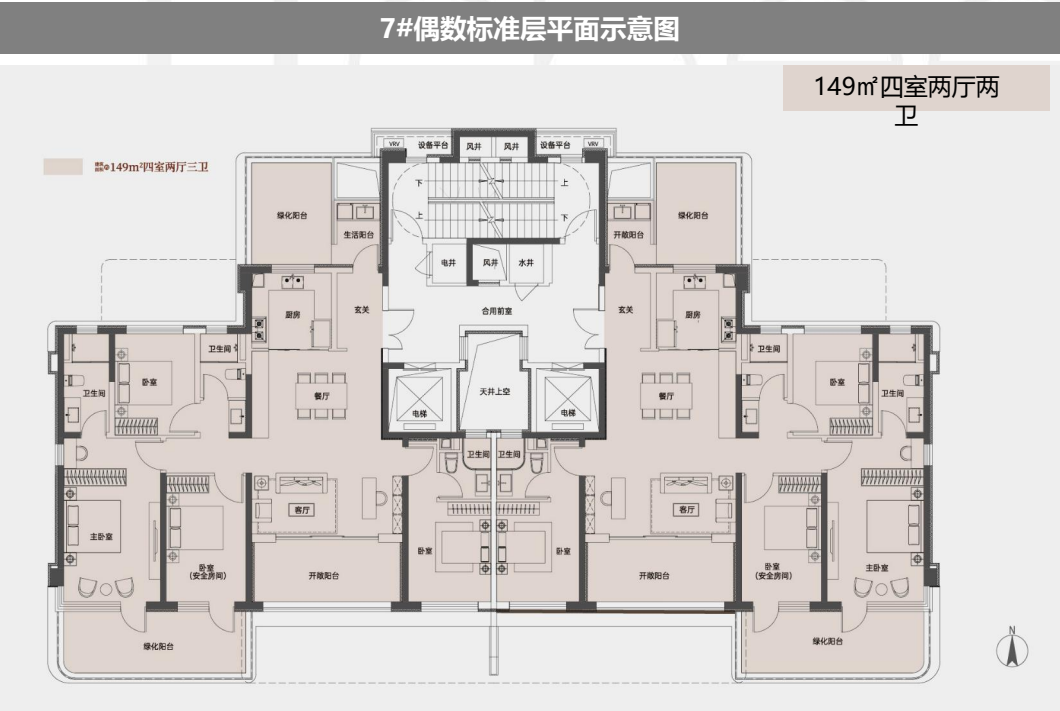 7#偶数标准层平面示意图
149㎡四室两厅两
卫
149m²四室两厅三卫
VRV 设备平台 风井 风井 设备平台 VRV
下 上
上 下
绿化阳台 生活阳台 开敞阳台 绿化阳台
电井 风井 水井
厨房 玄关 合用前室 玄关 厨房
卫生间 卫生间
卧室 卧室
卫生间 餐厅 电梯 天井上空 电梯 餐厅 卫生间
卫生间 卫生间
客厅 客厅
主卧室 卧室 卧室 主卧室
卧室
(安全房间)
开敞阳台 开敞阳台
卧室
(安全房间)
绿化阳台 绿化阳台
N